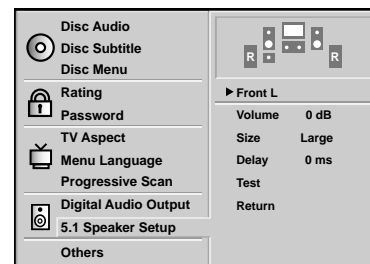 Disc Audio
Disc Subtitle
Disc Menu
Rating
Password
TV Aspect
Menu Language
Progressive Scan
Digital Audio Output
5.1 Speaker Setup
Others
R R
Front L
Volume 0 dB
Size Large
Delay 0 ms
Test
Return